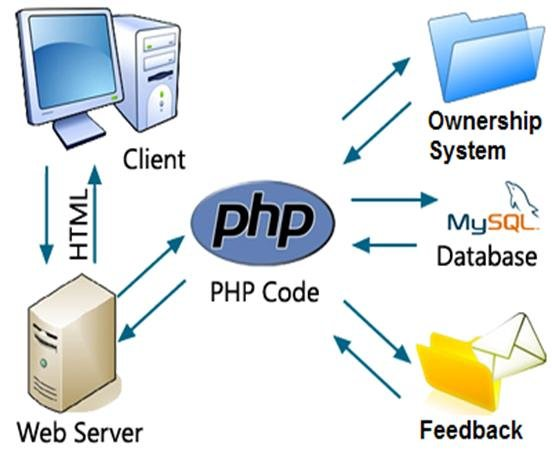 Client
Ownership
System
HTML
php
MySQL
Database
PHP Code
Web Server
Feedback